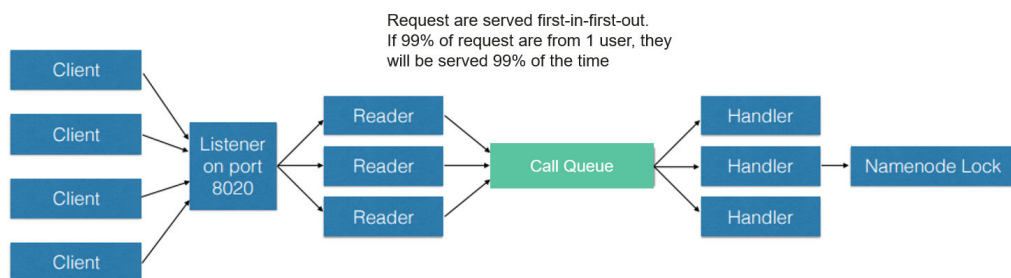 Request are served first-in-first-out.
If 99% of request are from 1 user, they
will be served 99% of the time
Client
Client
Client
Client
Listener
on port
8020
Reader
Reader
Reader
Call Queue
Handler
Handler
Handler
Namenode Lock